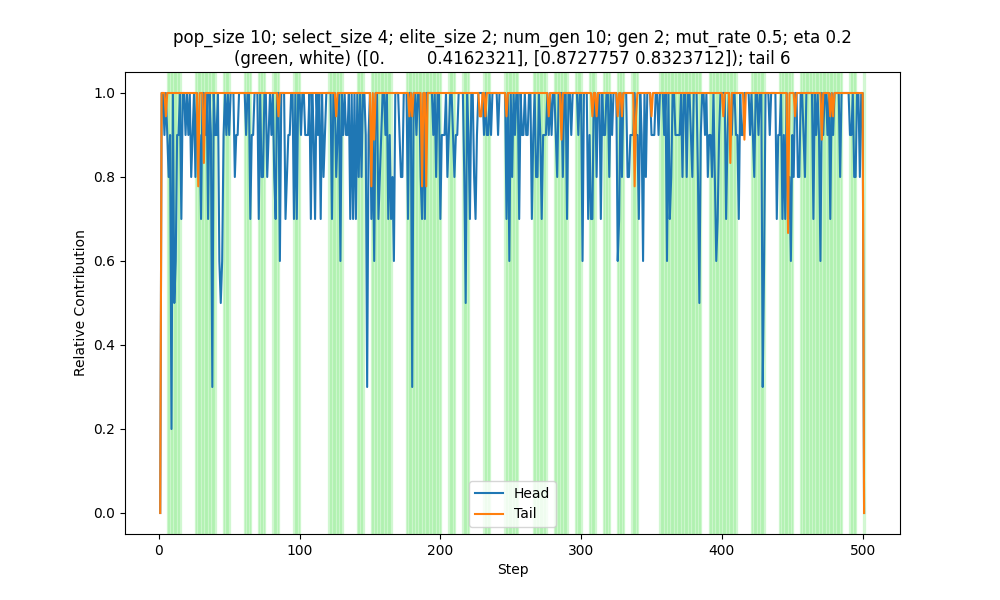 pop_size 10; select_size 4; elite_size 2; num_gen 10; gen 2; mut_rate 0.5; eta 0.2
(green, white) ([0.         0.4162321], [0.8727757 0.8323712]); tail 6
1.0
0.8
0.6
0.4
0.2
0.0
Relative Contribution
Head
Tail
0 100 200 300 400 500
Step